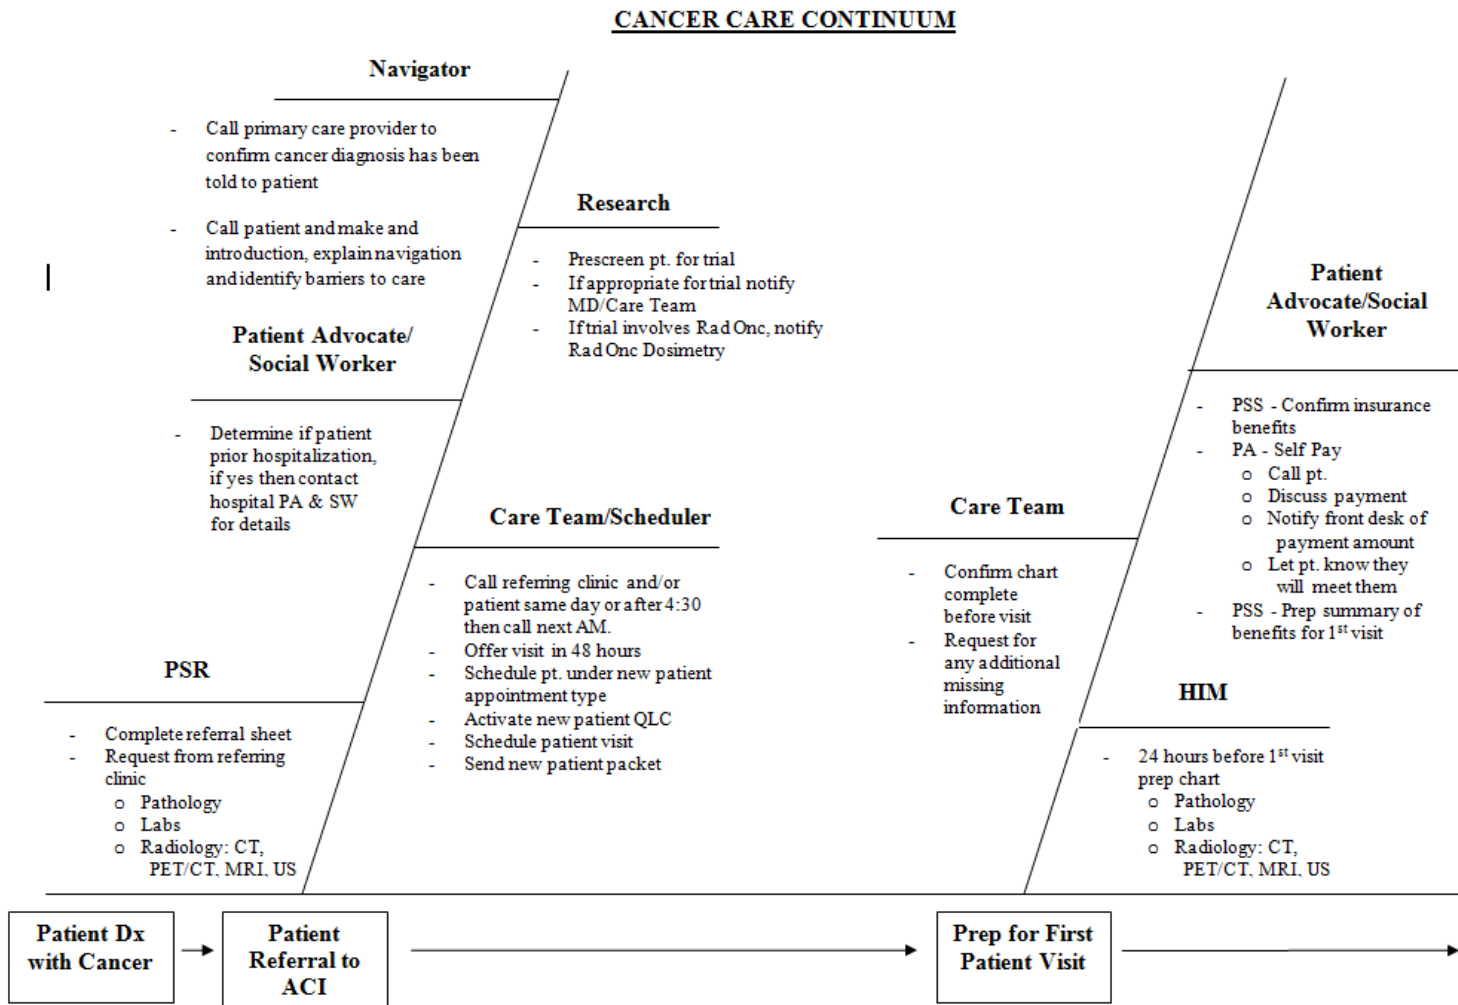 CANCER CARE CONTINUUM
Navigator
- Call primary care provider to
confirm cancer diagnosis has been
told to patient
- Call patient and make and
introduction, explain navigation
and identify barriers to care
Patient Advocate/
Social Worker
- Determine if patient
prior hospitalization,
if yes then contact
hospital PA & SW
for details
PSR
- Complete referral sheet
- Request from referring
clinic
o Pathology
o Labs
o Radiology: CT,
PET/CT, MRI, US
Research
- Prescreen pt. for trial
- If appropriate for trial notify
MD/Care Team
- If trial involves Rad Onc, notify
Rad Onc Dosimetry
Care Team/Scheduler
- Call referring clinic and/or
patient same day or after 4:30
then call next AM.
- Offer visit in 48 hours
- Schedule pt. under new patient
appointment type
- Activate new patient QLC
- Schedule patient visit
- Send new patient packet
Care Team
- Confirm chart
complete
before visit
- Request for
any additional
missing
information
Patient
Advocate/Social
Worker
- PSS - Confirm insurance
benefits
- PA - Self Pay
o Call pt.
o Discuss payment
o Notify front desk of
payment amount
o Let pt. know they
will meet them
- PSS - Prep summary of
benefits for 1st visit
HIM
- 24 hours before 1st visit
prep chart
o Pathology
o Labs
o Radiology: CT,
PET/CT, MRI, US
Patient Dx
with Cancer
Patient
Referral to
ACI
Prep for First
Patient Visit